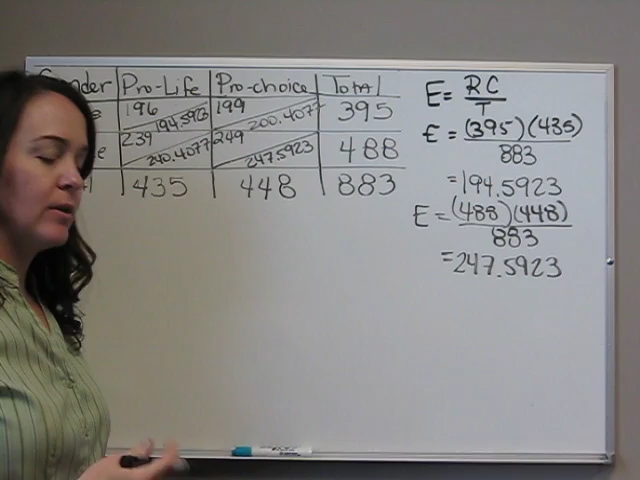 Gender Pro-Life Pro-choice Total
e 196 194.5923 199 200.4077 395
e 239 240.4077 249 247.5923 488
l 435 448 883
E = RC / T
E = (395)(435) / 883
= 194.5923
E = (488)(448) / 883
= 247.5923